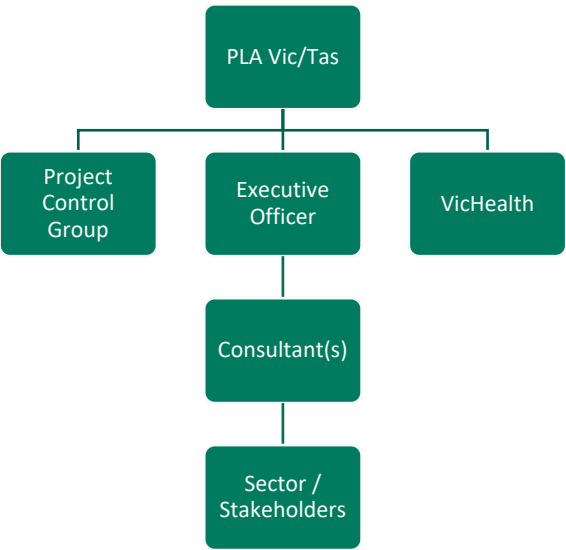 PLA Vic/Tas
Project
Control
Group
Executive
Officer
VicHealth
Consultant(s)
Sector /
Stakeholders